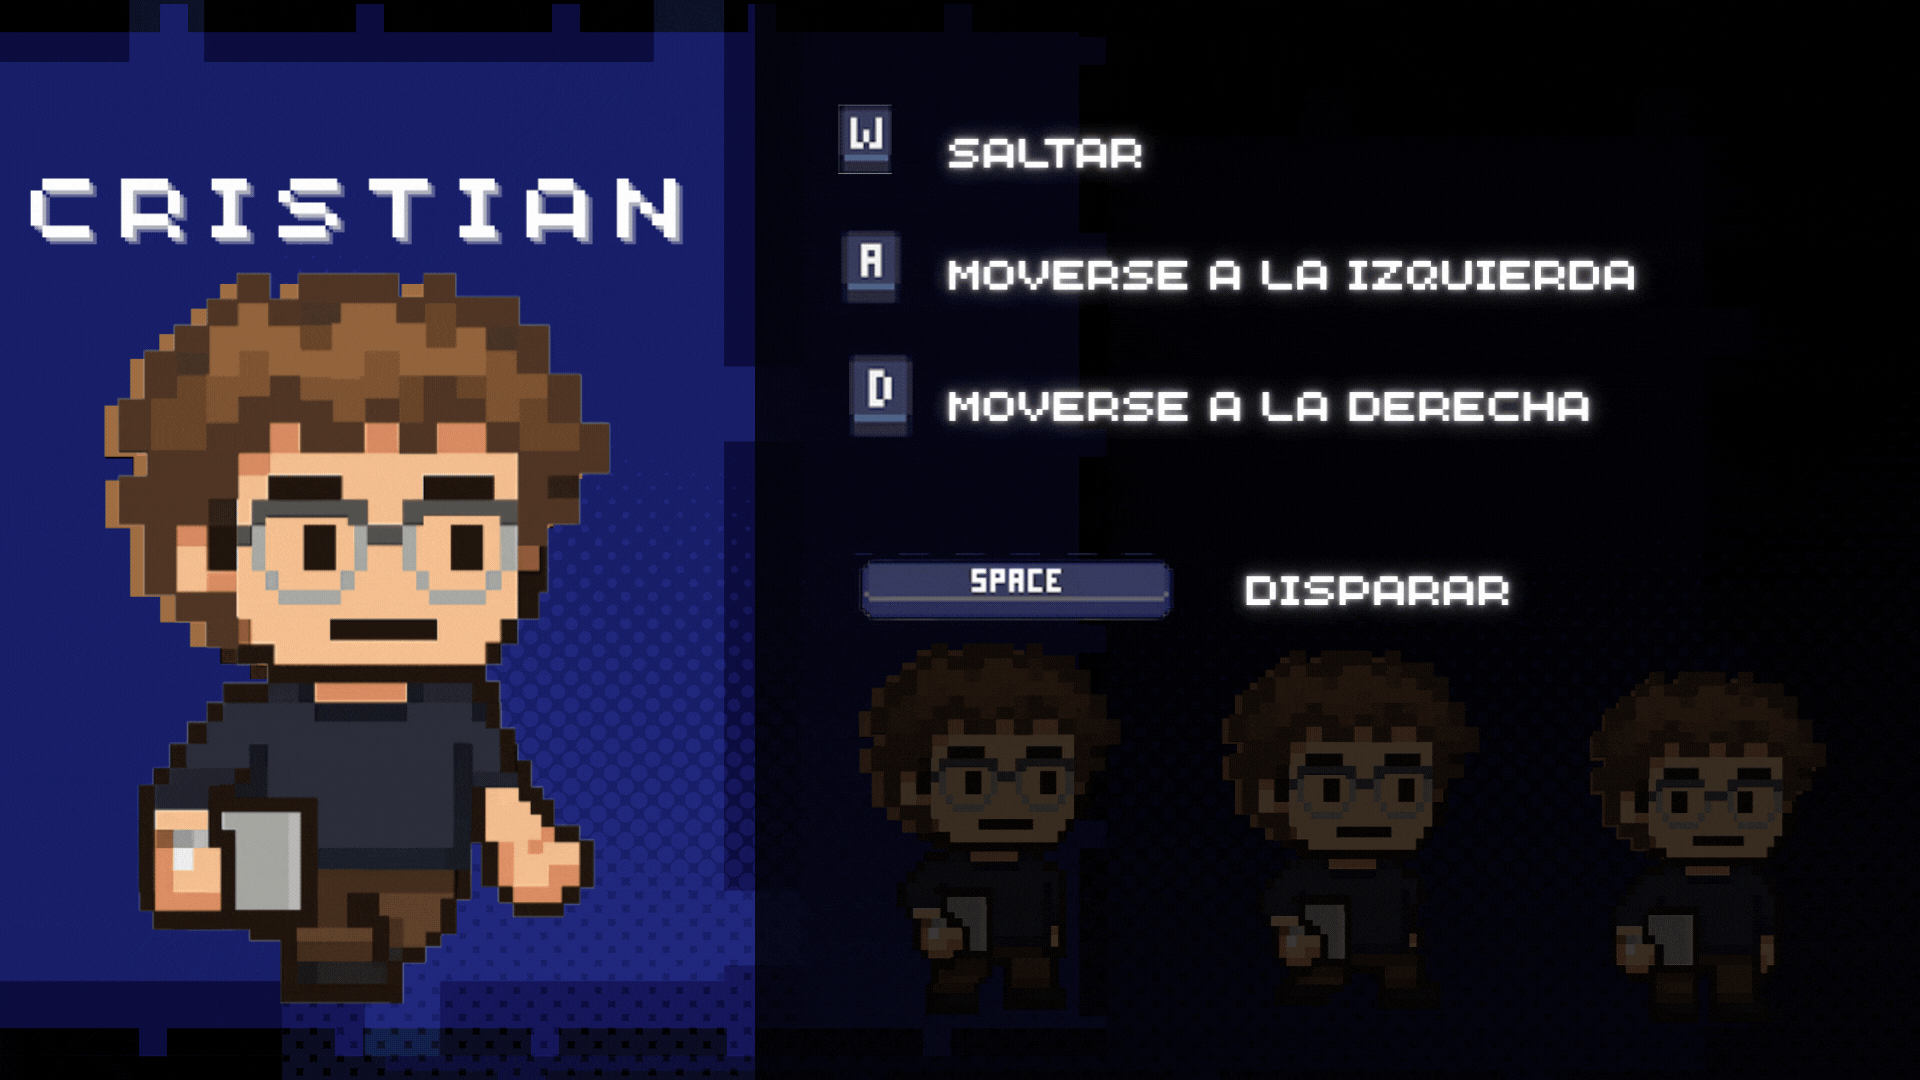 CRISTIAN
W SALTAR
A MOVERSE A LA IZQUIERDA
D MOVERSE A LA DERECHA
SPACE DISPARAR